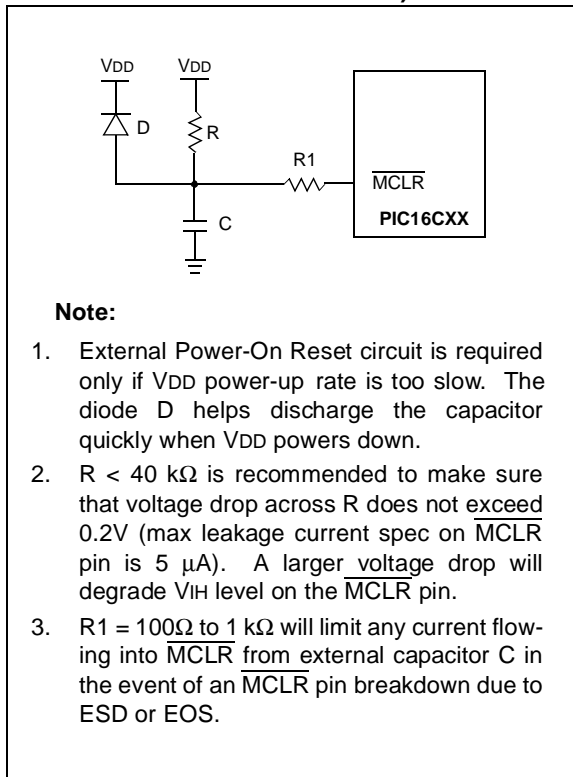 VDD VDD
D
R
R1
MCLR
C
PIC16CXX
Note:
1. External Power-On Reset circuit is required
only if VDD power-up rate is too slow. The
diode D helps discharge the capacitor
quickly when VDD powers down.
2. R < 40 kΩ is recommended to make sure
that voltage drop across R does not exceed
0.2V (max leakage current spec on MCLR
pin is 5 μA). A larger voltage drop will
degrade VIH level on the MCLR pin.
3. R1 = 100Ω to 1 kΩ will limit any current flow-
ing into MCLR from external capacitor C in
the event of an MCLR pin breakdown due to
ESD or EOS.